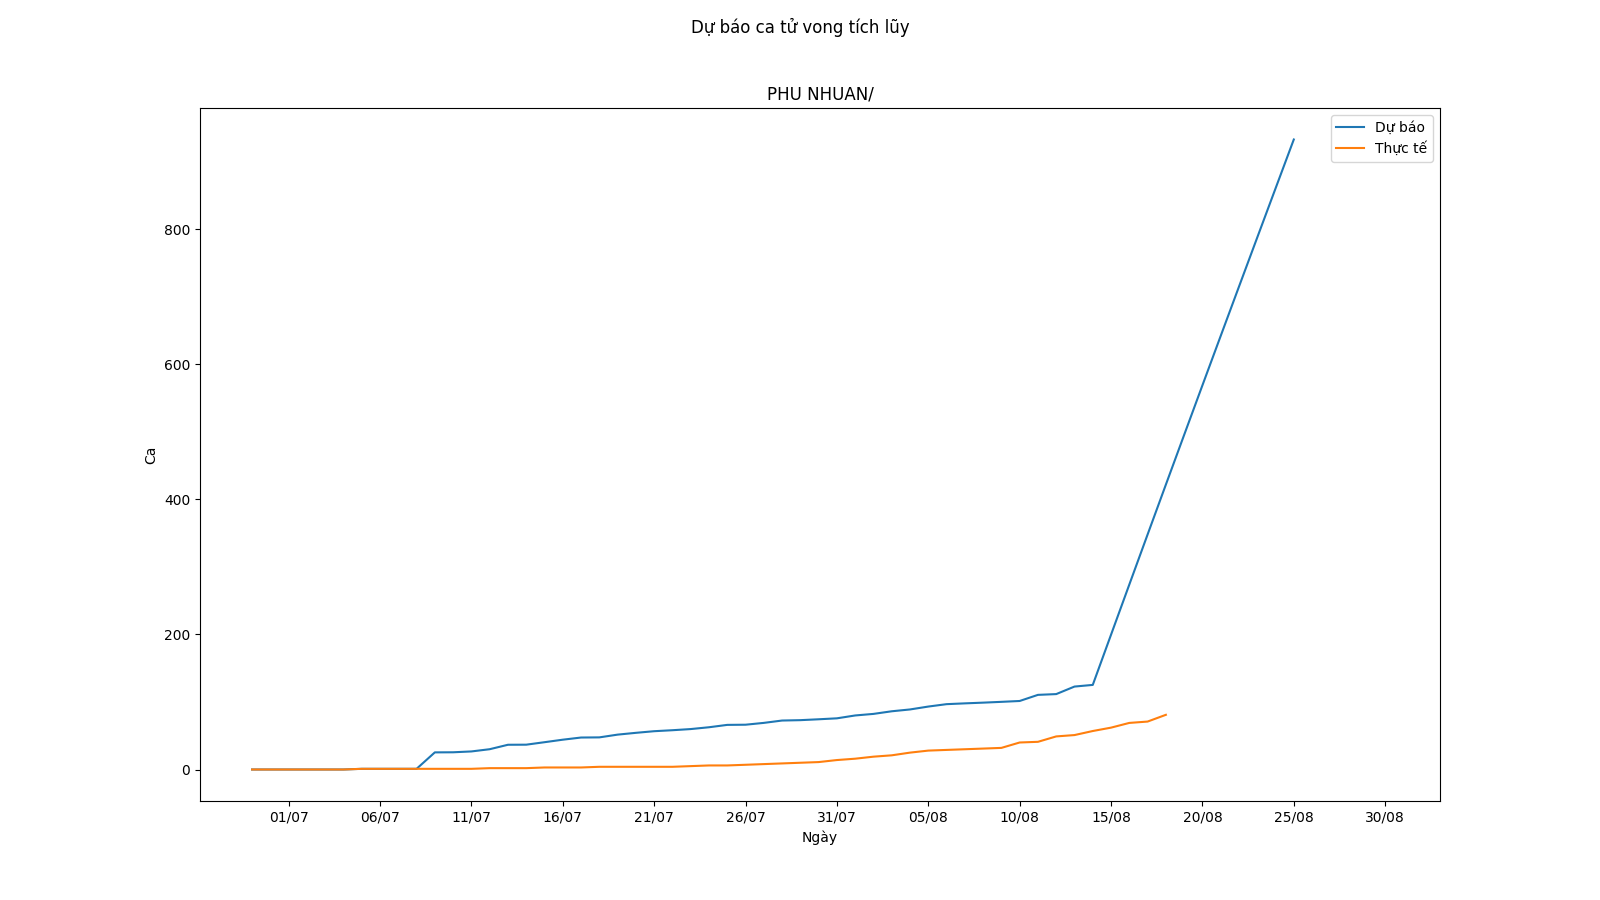 Dự báo ca tử vong tích lũy
PHU NHUAN/
Dự báo
Thực tế
Ca
800
600
400
200
0
01/07 06/07 11/07 16/07 21/07 26/07 31/07 05/08 10/08 15/08 20/08 25/08 30/08
Ngày